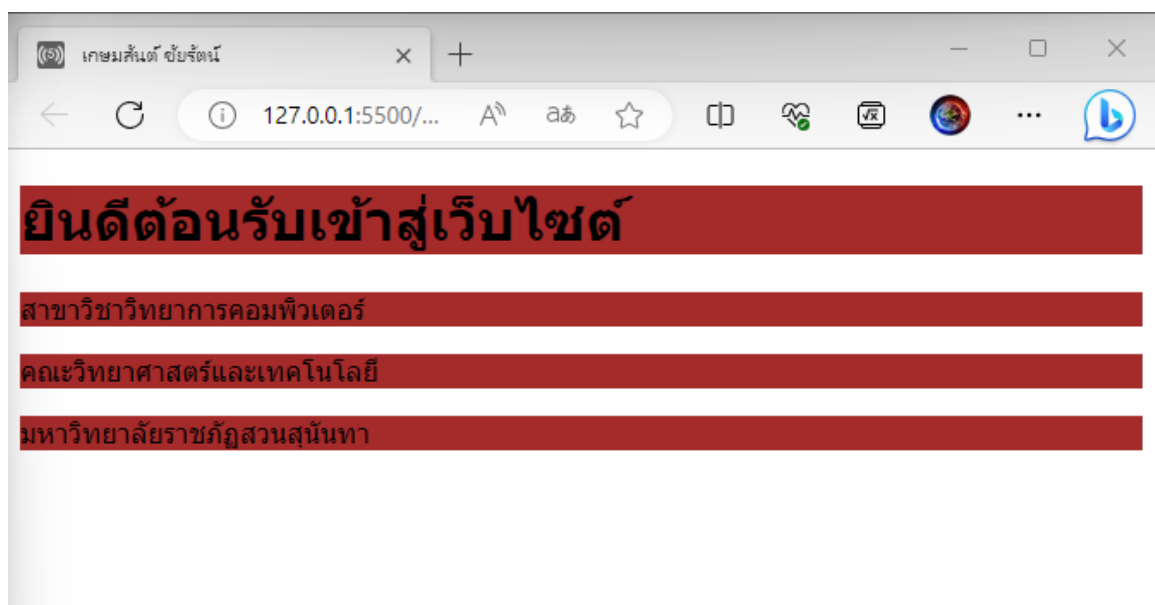 เกษมสันต์ ชัยรัตน์
127.0.0.1:5500/...
ยินดีต้อนรับเข้าสู่เว็บไซต์
สาขาวิชาวิทยาการคอมพิวเตอร์
คณะวิทยาศาสตร์และเทคโนโลยี
มหาวิทยาลัยราชภัฏสวนสุนันทา